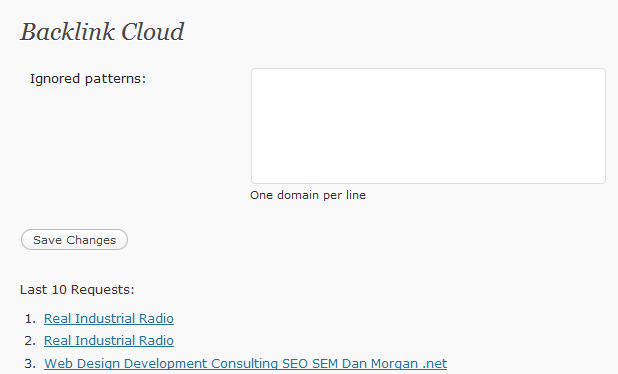 Backlink Cloud
Ignored patterns:
One domain per line
Save Changes
Last 10 Requests:
1. Real Industrial Radio
2. Real Industrial Radio
3. Web Design Development Consulting SEO SEM Dan Morgan .net